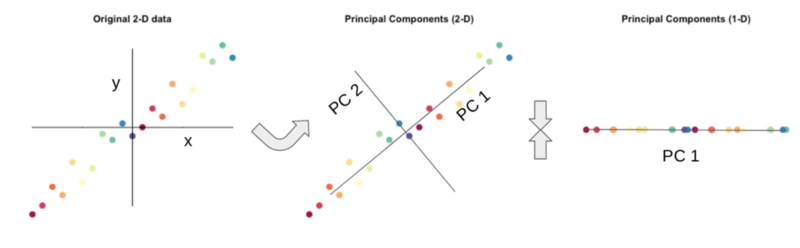 Original 2-D data
Principal Components (2-D)
Principal Components (1-D)
y
x
PC 2
PC 1
PC 1